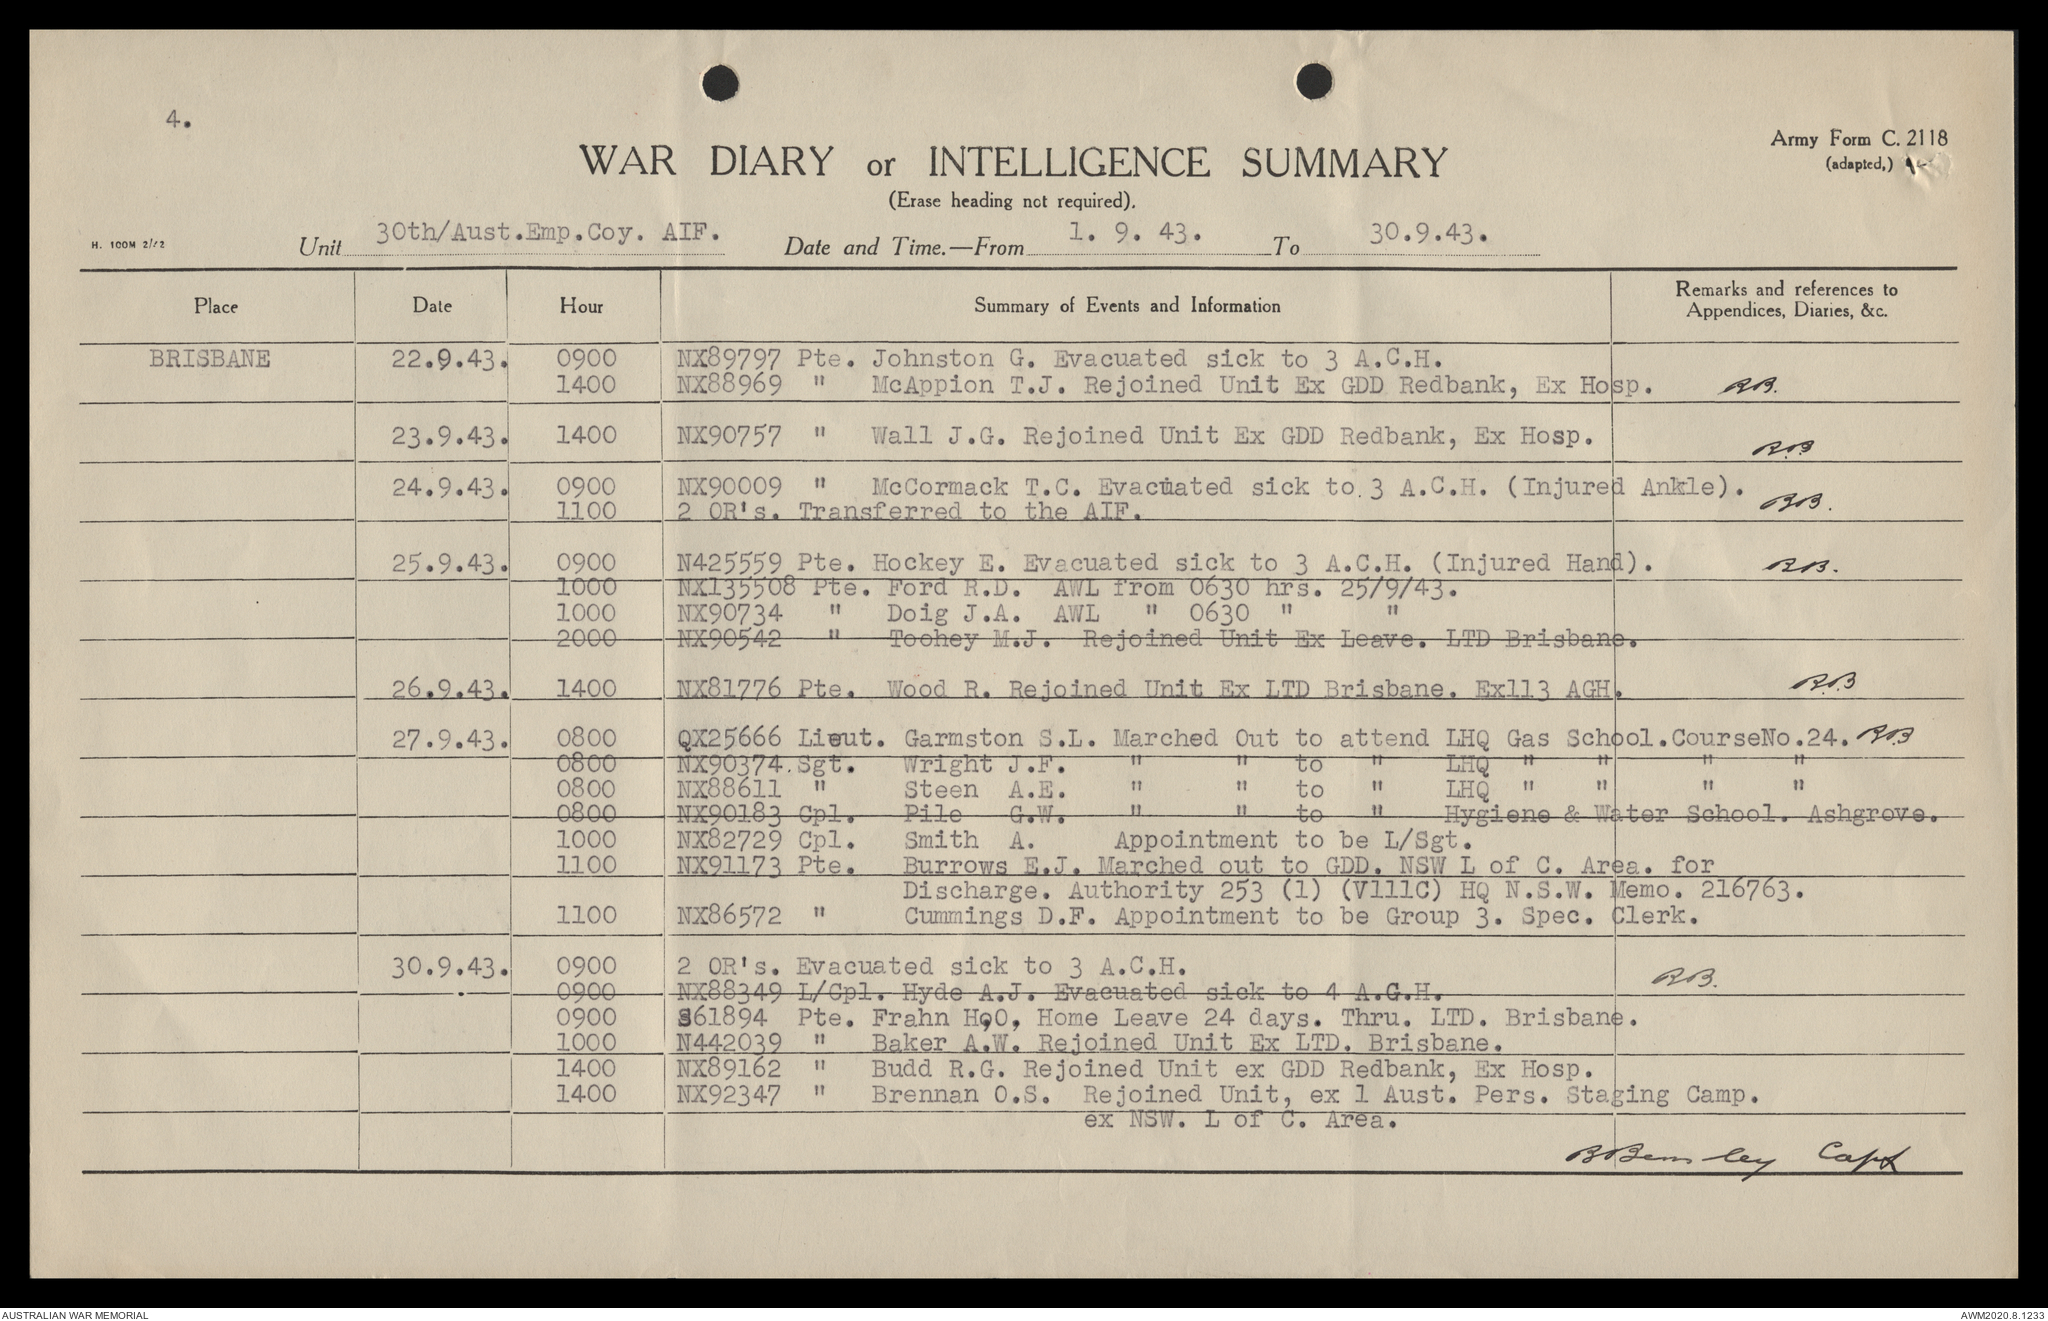 4.
Army Form C. 2118
(adapted,)
WAR DIARY or INTELLIGENCE SUMMARY
(Erase heading not required).
H. 100M 2/42 Unit 30th/Aust.Emp.Coy. AIF. Date and Time.—From 1. 9. 43. To 30.9.43.
Place Date Hour Summary of Events and Information Remarks and references to
Appendices, Diaries, &c.
BRISBANE 22.9.43. 0900 NX89797 Pte. Johnston G. Evacuated sick to 3 A.C.H.
1400 NX88969 " McAppion T.J. Rejoined Unit Ex GDD Redbank, Ex Hosp. RB.
23.9.43. 1400 NX90757 " Wall J.G. Rejoined Unit Ex GDD Redbank, Ex Hosp. R.B
24.9.43. 0900 NX90009 " McCormack T.C. Evacuated sick to 3 A.C.H. (Injured Ankle).
1100 2 OR's. Transferred to the AIF. RB.
25.9.43. 0900 N425559 Pte. Hockey E. Evacuated sick to 3 A.C.H. (Injured Hand). RB.
1000 NX135508 Pte. Ford R.D. AWL from 0630 hrs. 25/9/43.
1000 NX90734 " Doig J.A. AWL " 0630 " "
2000 NX90542 " Toohey M.J. Rejoined Unit Ex Leave. LTD Brisbane.
26.9.43. 1400 NX81776 Pte. Wood R. Rejoined Unit Ex LTD Brisbane. Ex113 AGH. R.B
27.9.43. 0800 QX25666 Lieut. Garmston S.L. Marched Out to attend LHQ Gas School.CourseNo.24. RB
0800 NX90374.Sgt. Wright J.F. " " to " LHQ " " " "
0800 NX88611 " Steen A.E. " " to " LHQ " " " "
0800 NX90183 Cpl. Pile G.W. " " to " Hygiene & Water School. Ashgrove.
1000 NX82729 Cpl. Smith A. Appointment to be L/Sgt.
1100 NX91173 Pte. Burrows E.J. Marched out to GDD. NSW L of C. Area. for
Discharge. Authority 253 (1) (V111C) HQ N.S.W. Memo. 216763.
1100 NX86572 " Cummings D.F. Appointment to be Group 3. Spec. Clerk.
30.9.43. 0900 2 OR's. Evacuated sick to 3 A.C.H. RB.
0900 NX88349 L/Cpl. Hyde A.J. Evacuated sick to 4 A.G.H.
0900 S61894 Pte. Frahn H.O, Home Leave 24 days. Thru. LTD. Brisbane.
1000 N442039 " Baker A.W. Rejoined Unit Ex LTD. Brisbane.
1400 NX89162 " Budd R.G. Rejoined Unit ex GDD Redbank, Ex Hosp.
1400 NX92347 " Brennan O.S. Rejoined Unit, ex 1 Aust. Pers. Staging Camp.
ex NSW. L of C. Area.
Capt
AUSTRALIAN WAR MEMORIAL AWM2020.8.1233